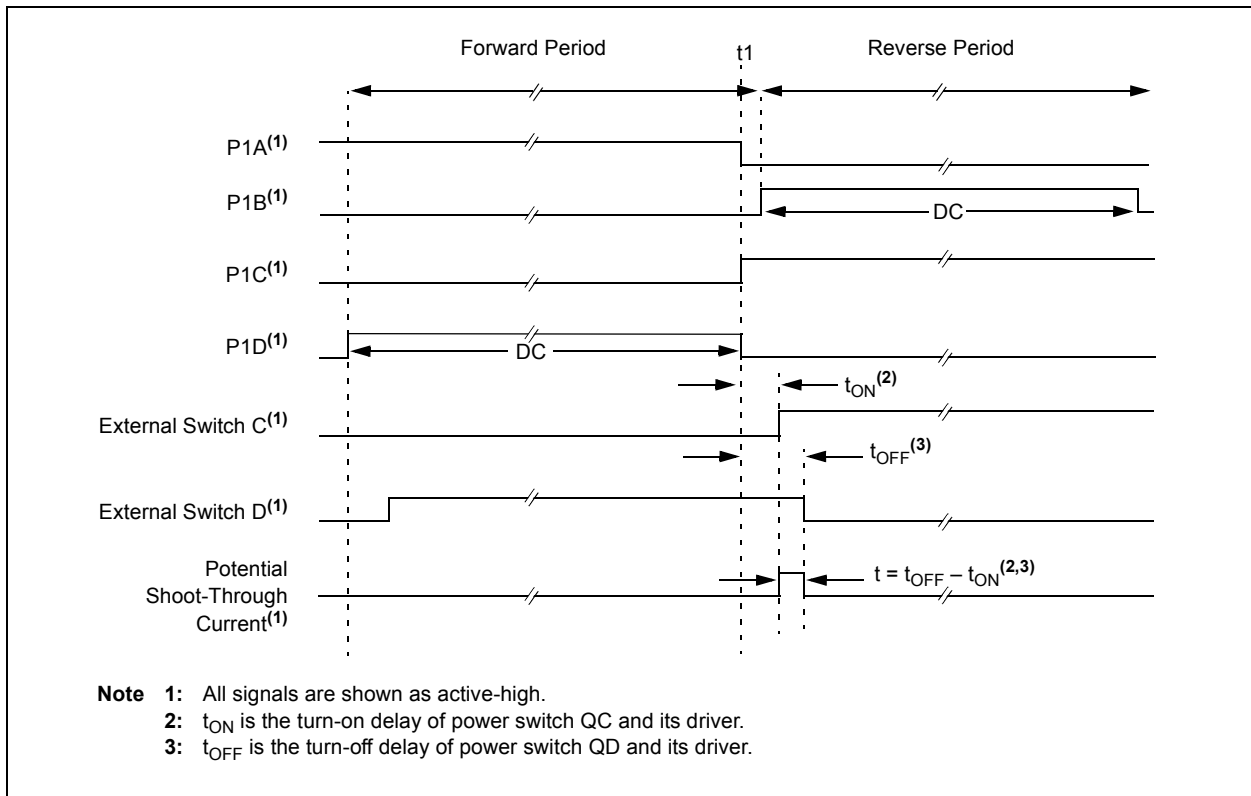 Forward Period
t1
Reverse Period
P1A(1)
P1B(1)
DC
P1C(1)
P1D(1)
DC
tON(2)
External Switch C(1)
tOFF(3)
External Switch D(1)
Potential
Shoot-Through
Current(1)
t = tOFF – tON(2,3)
Note 1: All signals are shown as active-high.
2: tON is the turn-on delay of power switch QC and its driver.
3: tOFF is the turn-off delay of power switch QD and its driver.